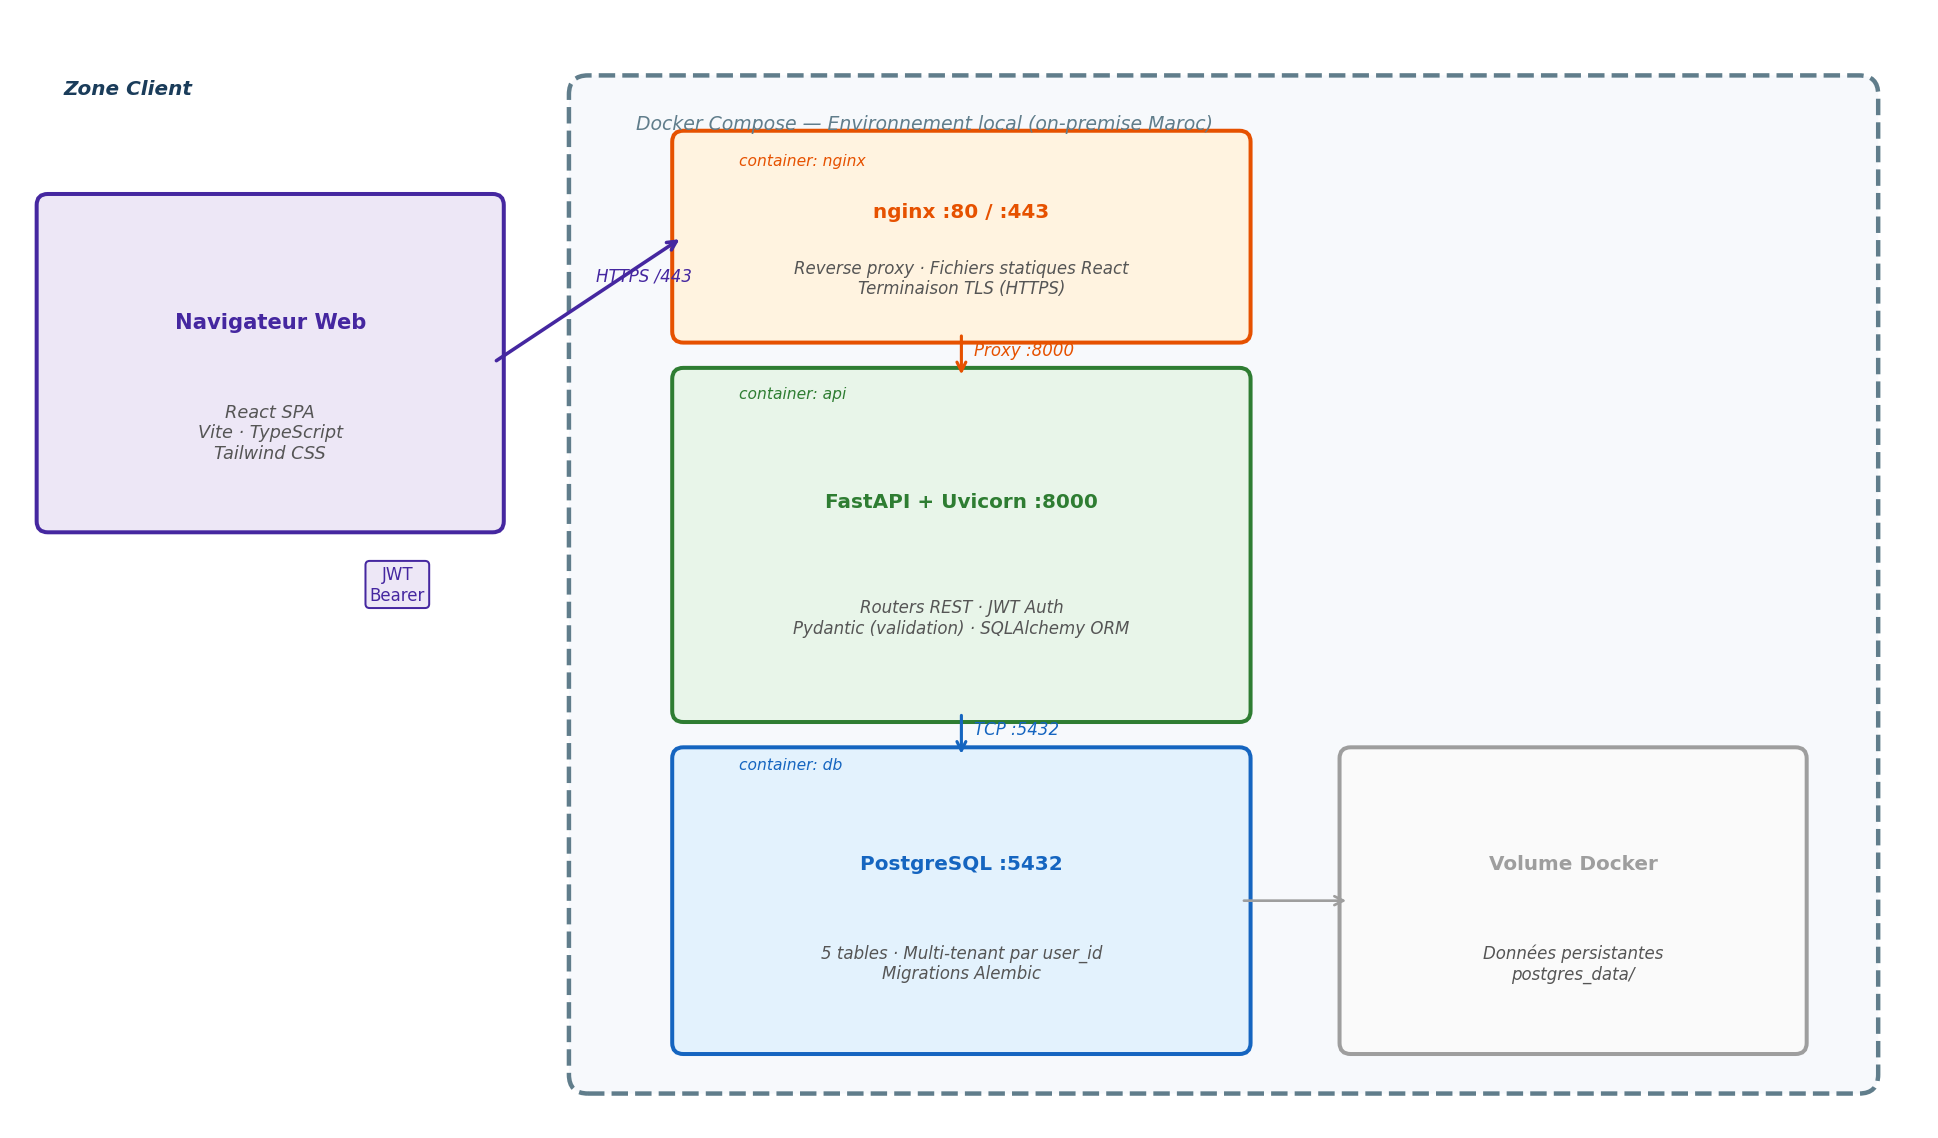 Zone Client
Docker Compose — Environnement local (on-premise Maroc)
container: nginx
nginx :80 / :443
Reverse proxy · Fichiers statiques React
Terminaison TLS (HTTPS)
HTTPS /443
Navigateur Web
React SPA
Vite · TypeScript
Tailwind CSS
JWT
Bearer
Proxy :8000
container: api
FastAPI + Uvicorn :8000
Routers REST · JWT Auth
Pydantic (validation) · SQLAlchemy ORM
TCP :5432
container: db
PostgreSQL :5432
5 tables · Multi-tenant par user_id
Migrations Alembic
Volume Docker
Données persistantes
postgres_data/